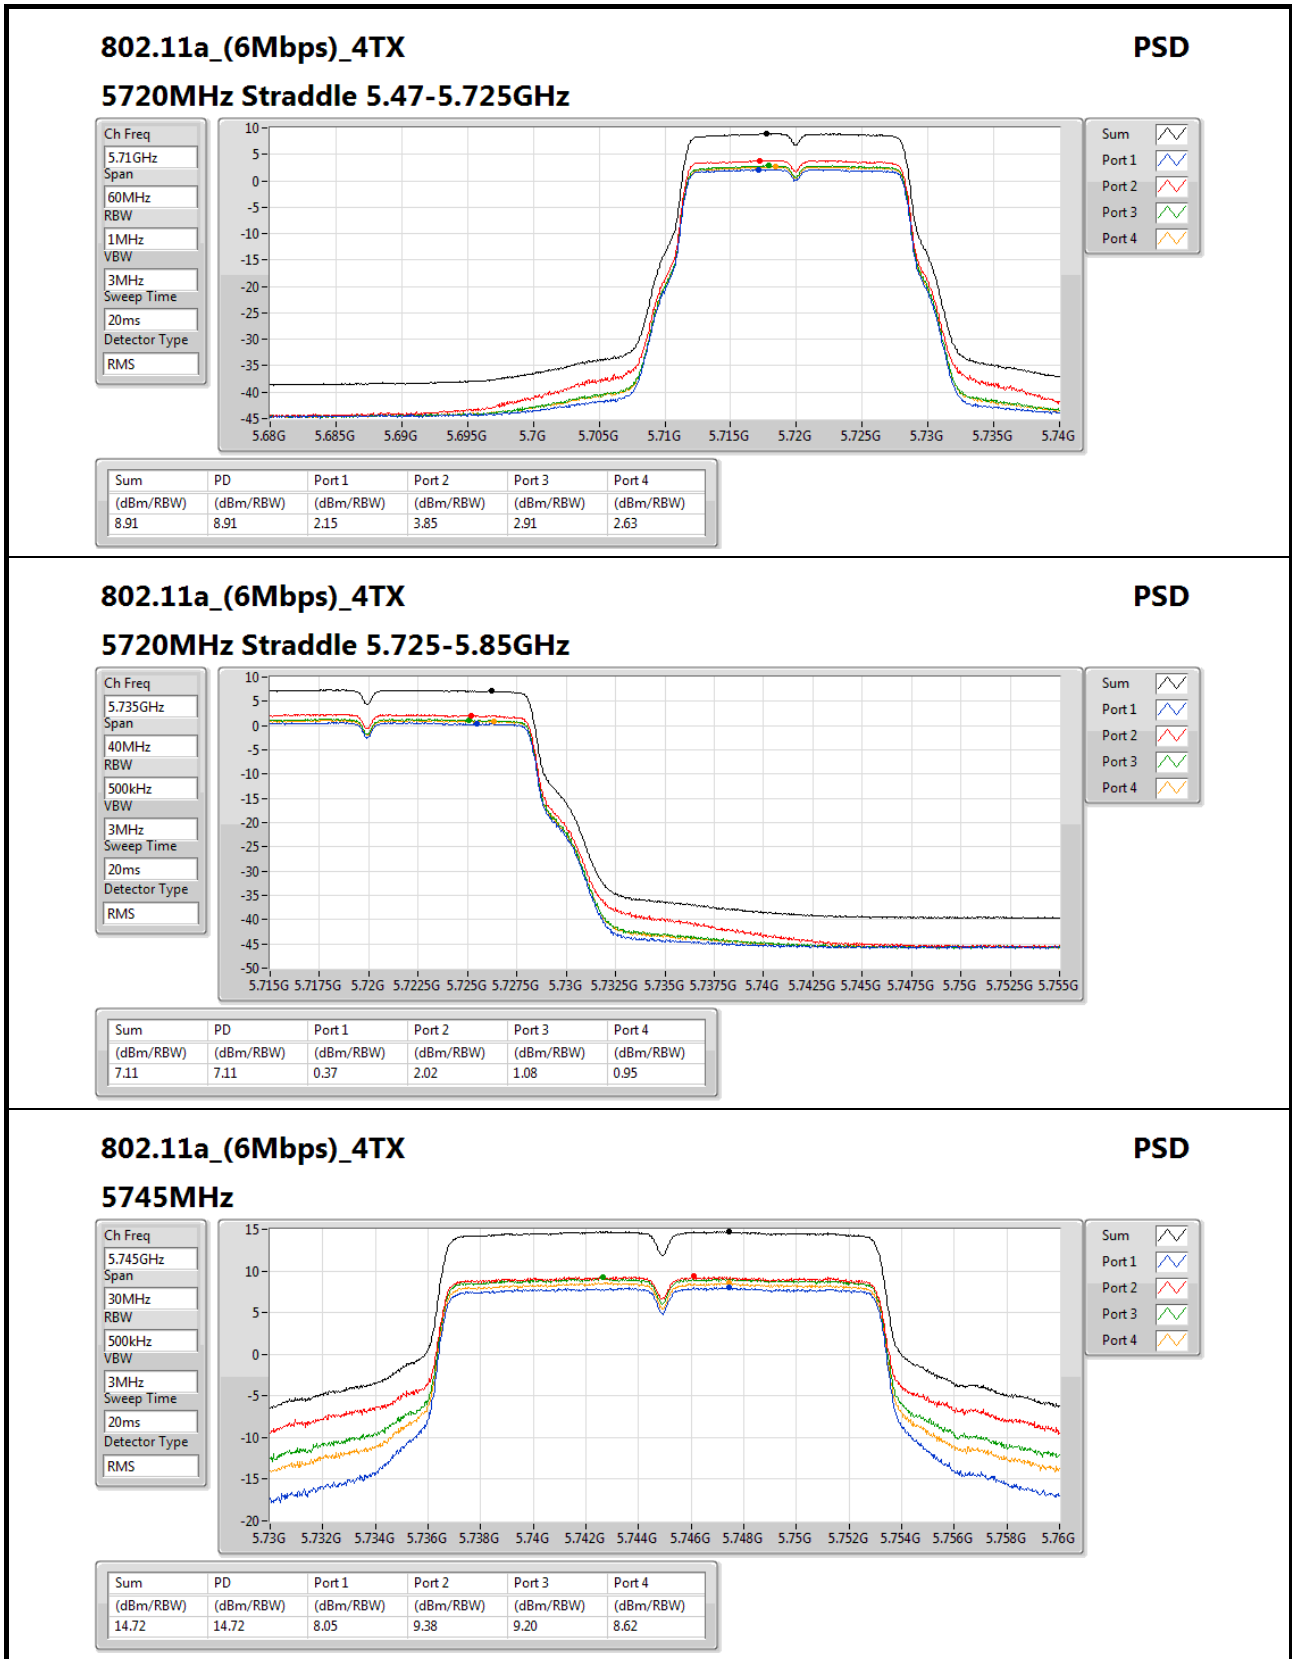 802.11a_(6Mbps)_4TX PSD
5720MHz Straddle 5.47-5.725GHz
Ch Freq
5.71GHz
Span
60MHz
RBW
1MHz
VBW
3MHz
Sweep Time
20ms
Detector Type
RMS
10
5
0
-5
-10
-15
-20
-25
-30
-35
-40
-45
5.68G 5.685G 5.69G 5.695G 5.7G 5.705G 5.71G 5.715G 5.72G 5.725G 5.73G 5.735G 5.74G
Sum
Port 1
Port 2
Port 3
Port 4
Sum PD Port 1 Port 2 Port 3 Port 4
(dBm/RBW) (dBm/RBW) (dBm/RBW) (dBm/RBW) (dBm/RBW) (dBm/RBW)
8.91 8.91 2.15 3.85 2.91 2.63
802.11a_(6Mbps)_4TX PSD
5720MHz Straddle 5.725-5.85GHz
Ch Freq
5.735GHz
Span
40MHz
RBW
500kHz
VBW
3MHz
Sweep Time
20ms
Detector Type
RMS
10
5
0
-5
-10
-15
-20
-25
-30
-35
-40
-45
-50
5.715G 5.7175G 5.72G 5.7225G 5.725G 5.7275G 5.73G 5.7325G 5.735G 5.7375G 5.74G 5.7425G 5.745G 5.7475G 5.75G 5.7525G 5.755G
Sum
Port 1
Port 2
Port 3
Port 4
Sum PD Port 1 Port 2 Port 3 Port 4
(dBm/RBW) (dBm/RBW) (dBm/RBW) (dBm/RBW) (dBm/RBW) (dBm/RBW)
7.11 7.11 0.37 2.02 1.08 0.95
802.11a_(6Mbps)_4TX PSD
5745MHz
Ch Freq
5.745GHz
Span
30MHz
RBW
500kHz
VBW
3MHz
Sweep Time
20ms
Detector Type
RMS
15
10
5
0
-5
-10
-15
-20
5.73G 5.732G 5.734G 5.736G 5.738G 5.74G 5.742G 5.744G 5.746G 5.748G 5.75G 5.752G 5.754G 5.756G 5.758G 5.76G
Sum
Port 1
Port 2
Port 3
Port 4
Sum PD Port 1 Port 2 Port 3 Port 4
(dBm/RBW) (dBm/RBW) (dBm/RBW) (dBm/RBW) (dBm/RBW) (dBm/RBW)
14.72 14.72 8.05 9.38 9.20 8.62